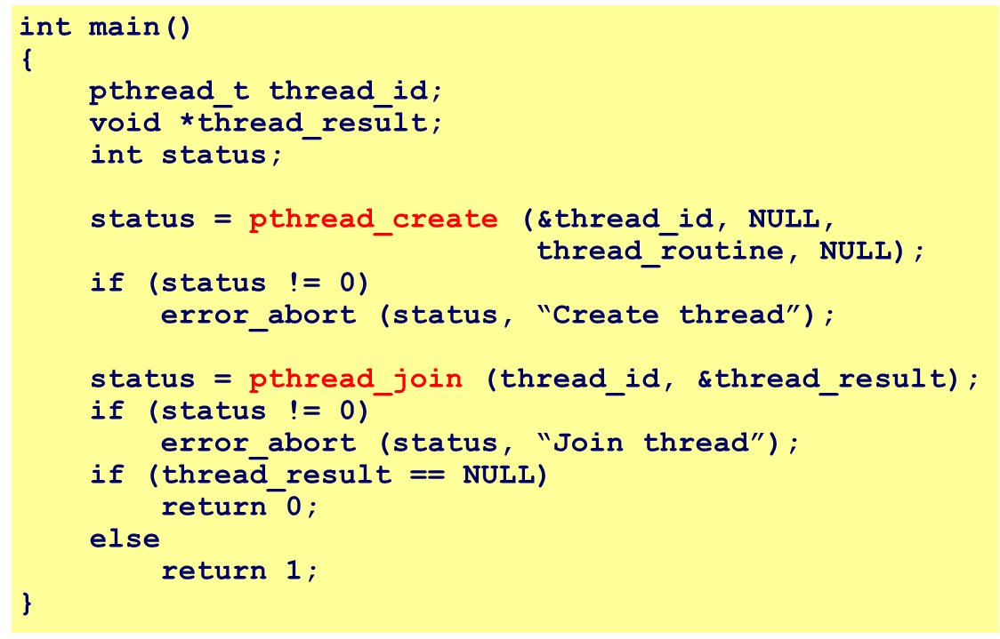 int main()
{
    pthread_t thread_id;
    void *thread_result;
    int status;

    status = pthread_create (&thread_id, NULL,
                             thread_routine, NULL);
    if (status != 0)
        error_abort (status, “Create thread”);

    status = pthread_join (thread_id, &thread_result);
    if (status != 0)
        error_abort (status, “Join thread”);
    if (thread_result == NULL)
        return 0;
    else
        return 1;
}